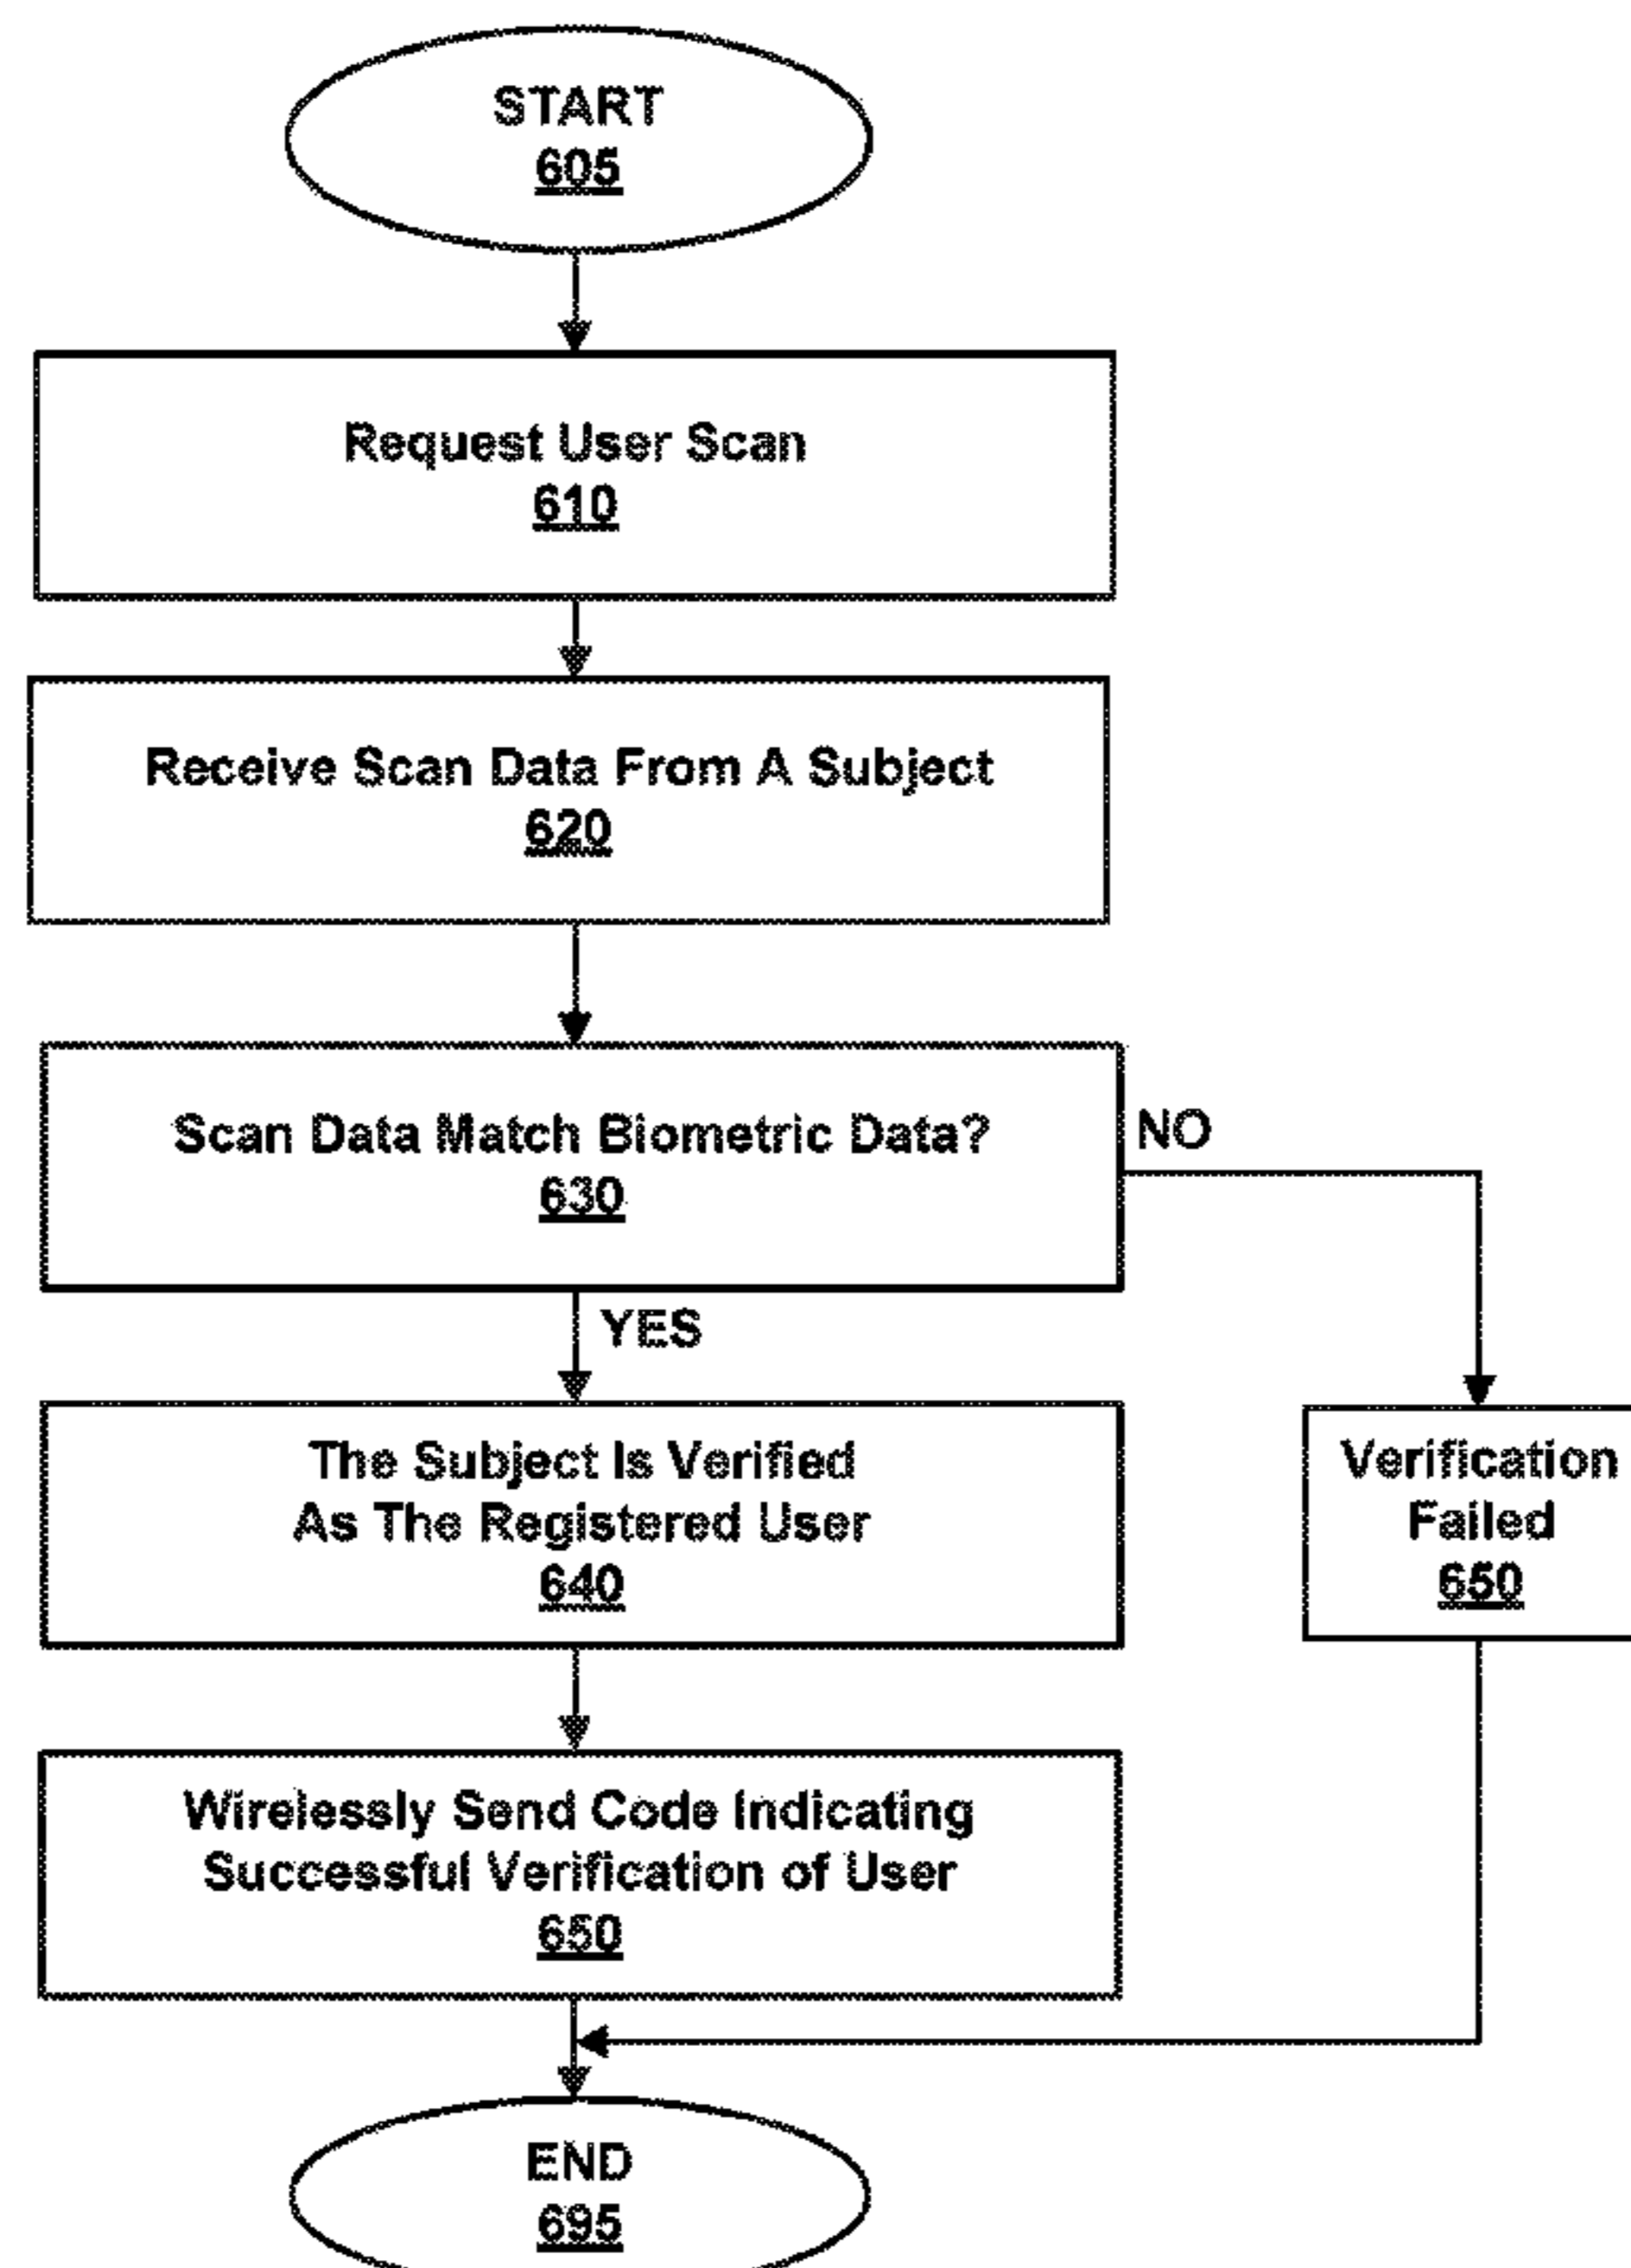 START
605
Request User Scan
610
Receive Scan Data From A Subject
620
Scan Data Match Biometric Data?
630
NO
YES
The Subject Is Verified
As The Registered User
640
Verification
Failed
650
Wirelessly Send Code Indicating
Successful Verification of User
650
END
695